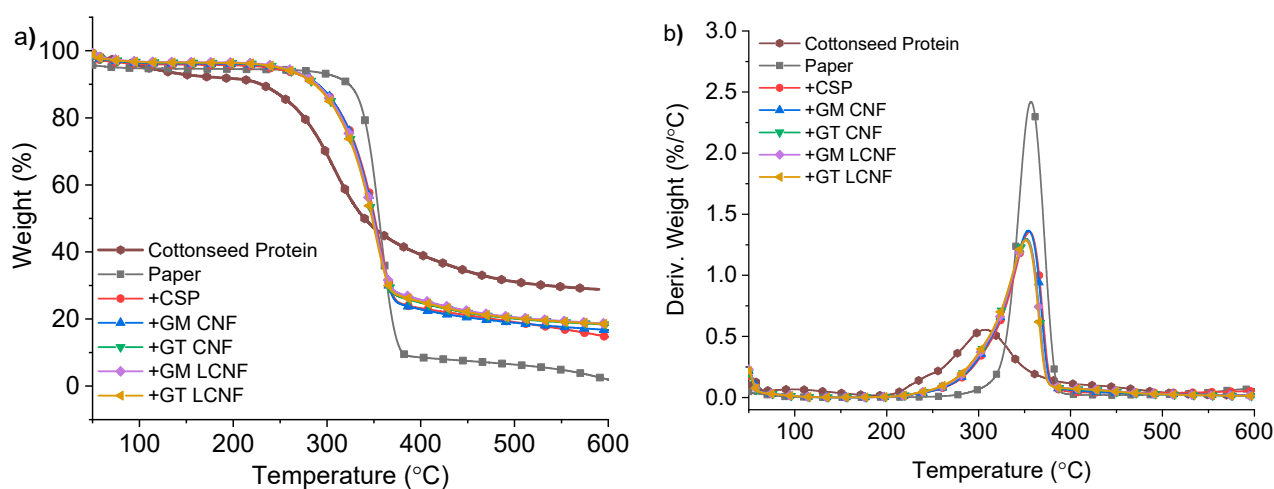 a)
Weight (%)
100
80
60
40
20
0
Cottonseed Protein
Paper
+CSP
+GM CNF
+GT CNF
+GM LCNF
+GT LCNF
100 200 300 400 500 600
Temperature (°C)
b)
Deriv. Weight (%/°C)
3.0
2.5
2.0
1.5
1.0
0.5
0.0
Cottonseed Protein
Paper
+CSP
+GM CNF
+GT CNF
+GM LCNF
+GT LCNF
100 200 300 400 500 600
Temperature (°C)